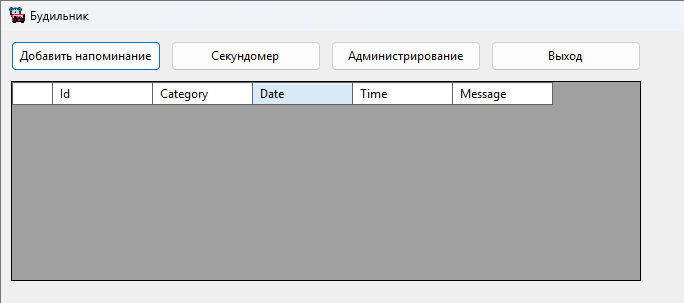 Будильник
Добавить напоминание Секундомер Администрирование Выход
Id Category Date Time Message